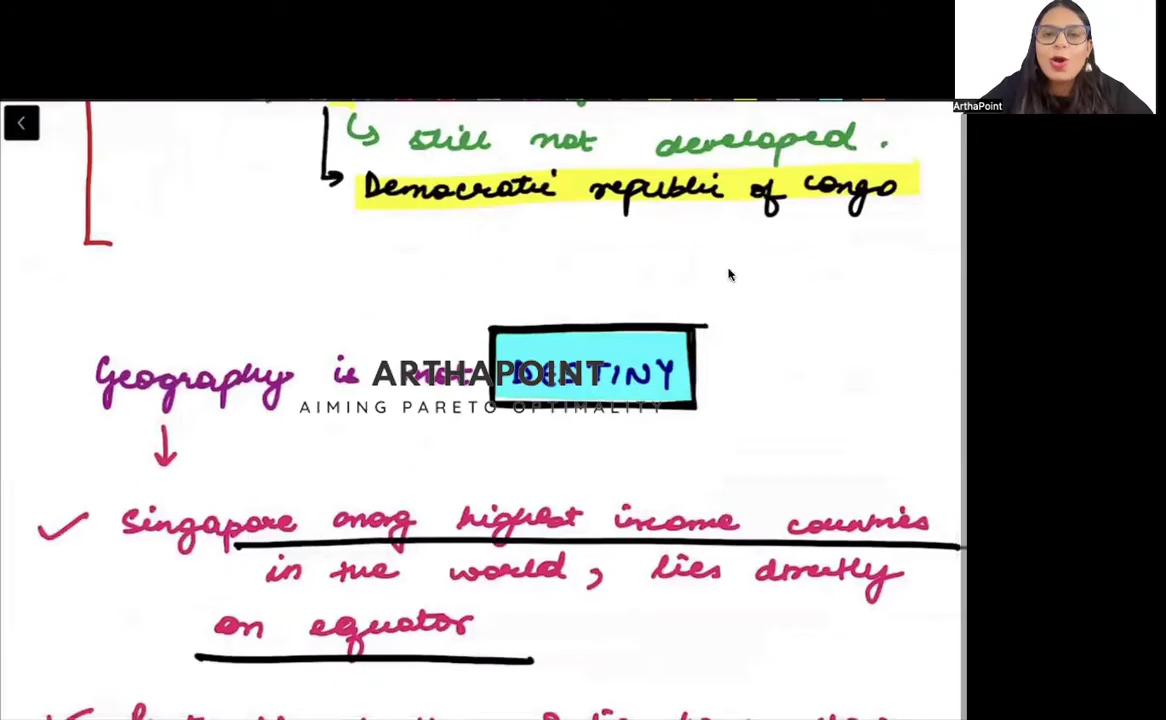 ArthaPoint
still not developed.
Democratic republic of congo
Geography is not DESTINY
ARTHAPOINT
AIMING PARETO OPTIMALITY
Singapore among highest income countries
in the world, lies directly
on equator